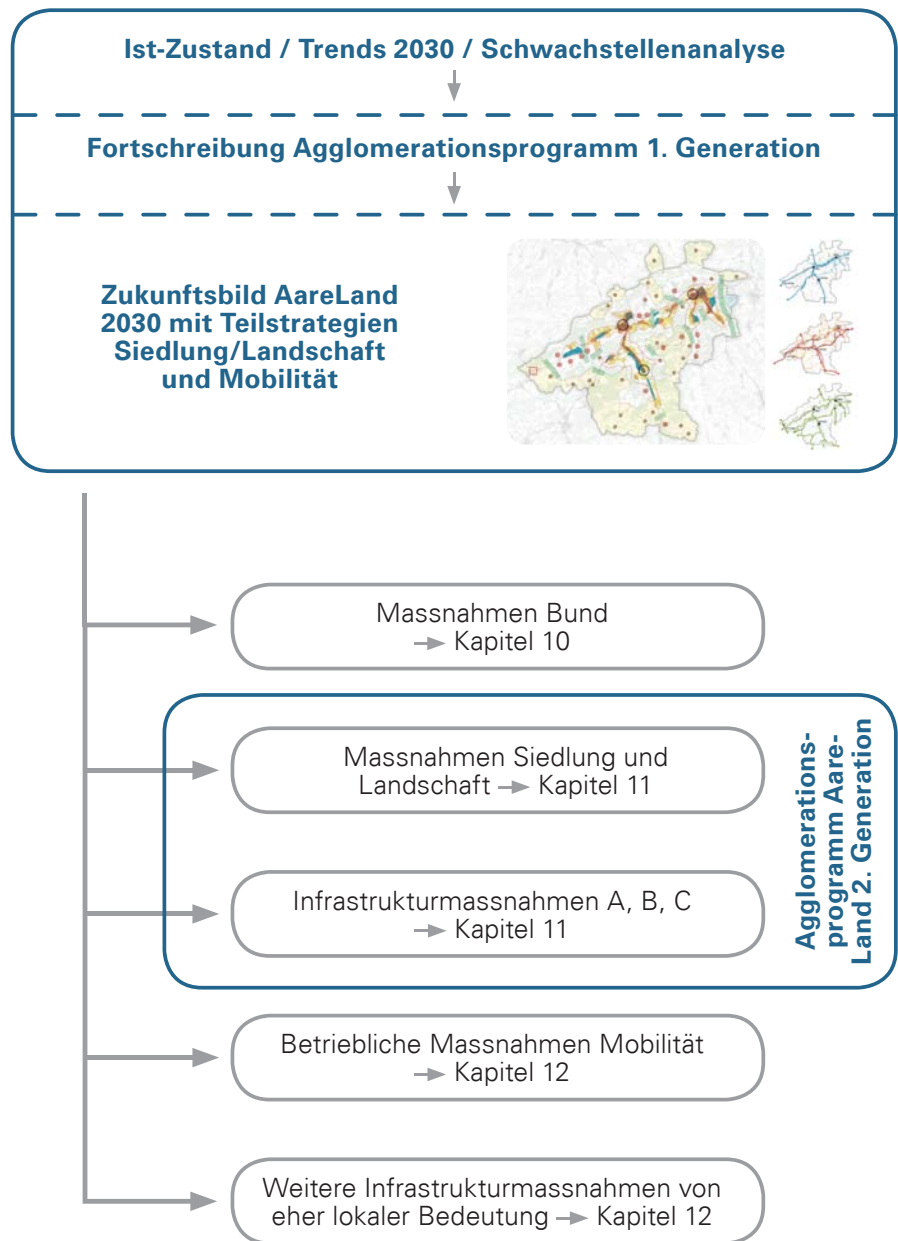 Ist-Zustand / Trends 2030 / Schwachstellenanalyse
Fortschreibung Agglomerationsprogramm 1. Generation
Zukunftsbild AareLand
2030 mit Teilstrategien
Siedlung/Landschaft
und Mobilität
Massnahmen Bund
→ Kapitel 10
Massnahmen Siedlung und
Landschaft → Kapitel 11
Infrastrukturmassnahmen A, B, C
→ Kapitel 11
Agglomerations-
programm Aare-
Land 2. Generation
Betriebliche Massnahmen Mobilität
→ Kapitel 12
Weitere Infrastrukturmassnahmen von
eher lokaler Bedeutung → Kapitel 12